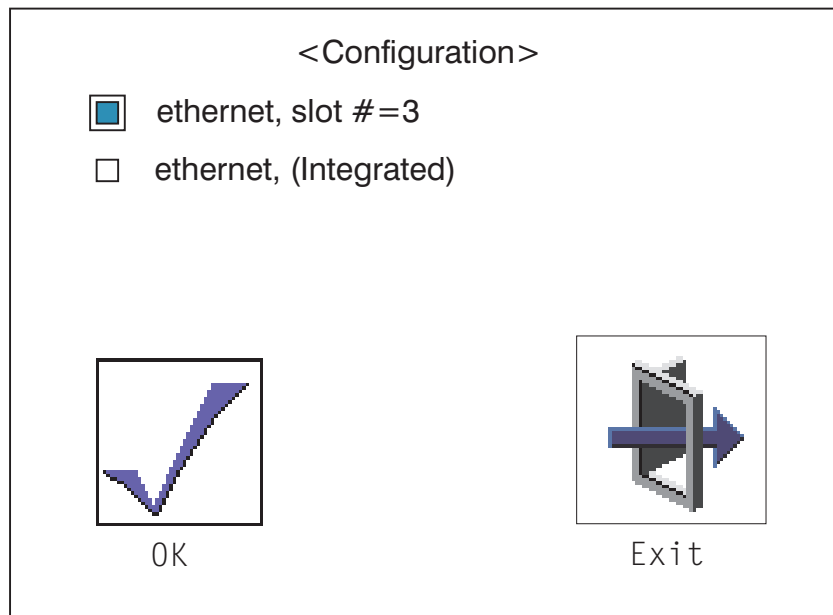 <Configuration>
ethernet, slot #=3
ethernet, (Integrated)
OK
Exit